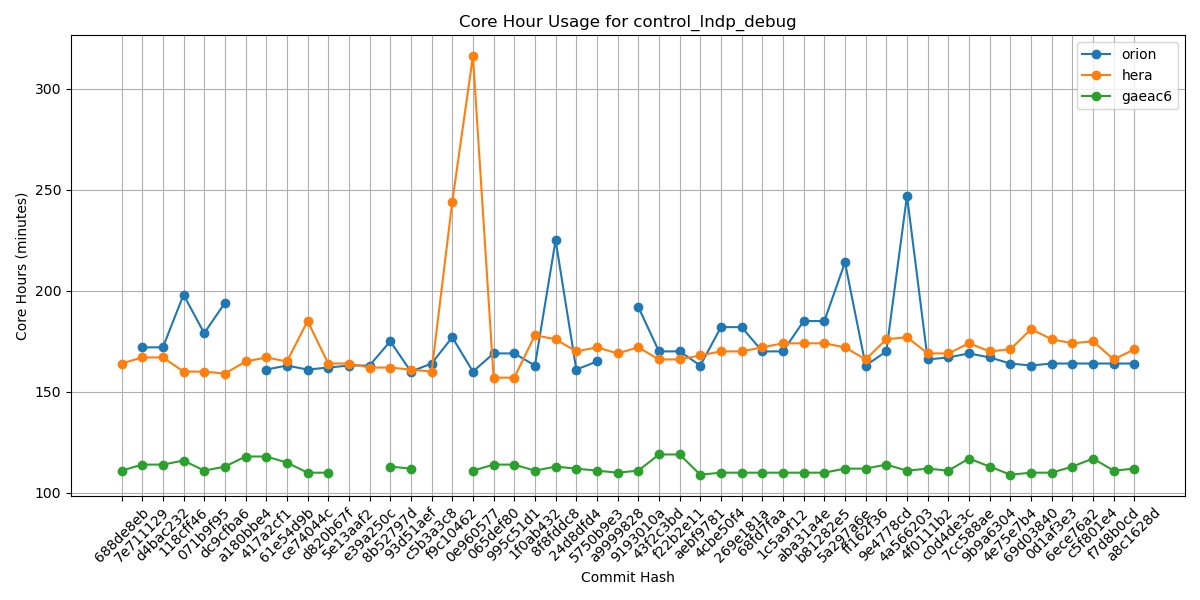 Core Hour Usage for control_lndp_debug
orion
hera
gaeac6
Core Hours (minutes)
300
250
200
150
100
688de8eb
7e711129
d4bac232
118cff46
071b9f95
dc9cfba6
a180bbe4
417a2cf1
61e54d9b
ce74044c
d820b67f
5e13aaf2
e39a250c
8b52797d
93d51aef
c5b3a3c8
f9c10462
0e960577
065def80
995c51d1
1f0ab432
8f8fddc8
24d8dfd4
5750b9e3
a9999828
9193010a
43f253bd
f22b2e11
aebf9781
4cbe50f4
269e181a
68fd7faa
1c5a9f12
aba31a4e
b81282e5
5a297a6e
ff162f36
9e4778cd
4a566203
4f011b2
c0d4de3c
7cc588ae
9b9a6304
4e75e7b4
69d03840
0d1af3e3
6ece76a2
c5f801e4
f7d8b0cd
a8c1628d
Commit Hash